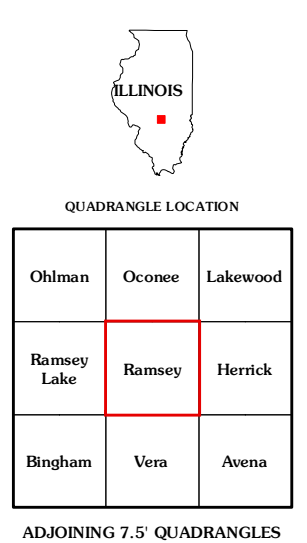 ILLINOIS
QUADRANGLE LOCATION
Ohlman Oconee Lakewood
Ramsey Lake Ramsey Herrick
Bingham Vera Avena
ADJOINING 7.5' QUADRANGLES